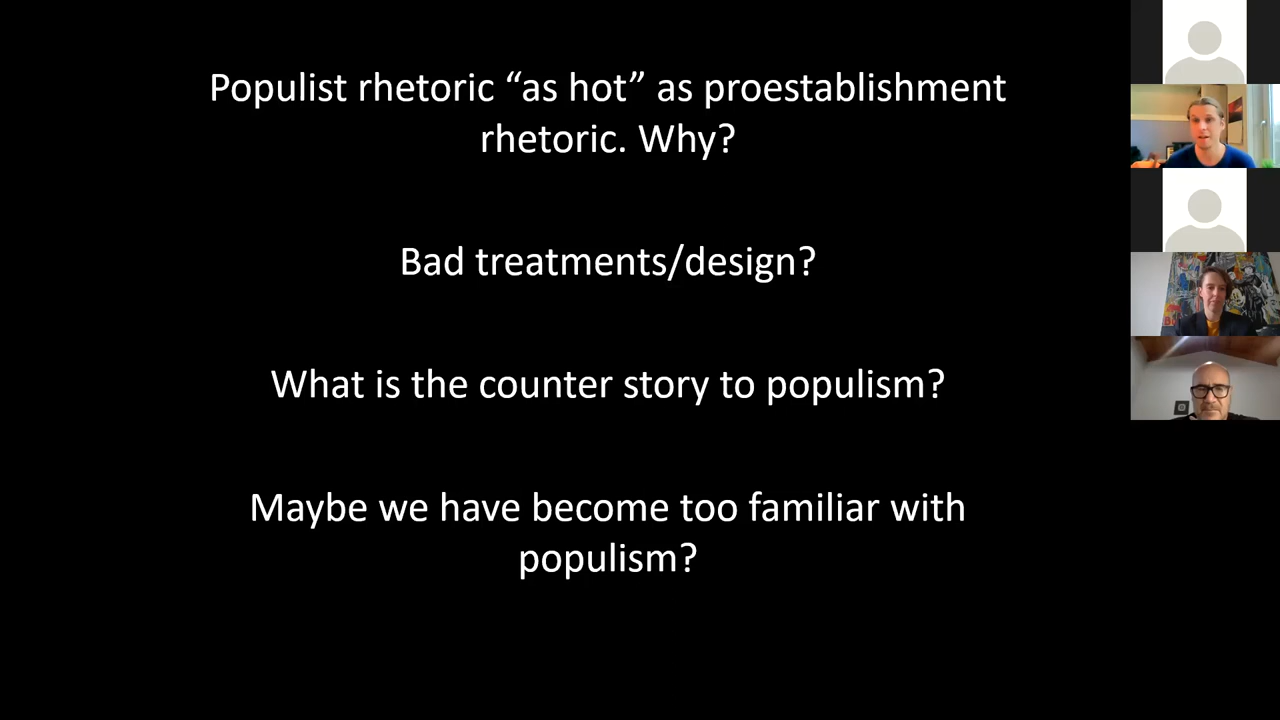 Populist rhetoric “as hot” as proestablishment
rhetoric. Why?
Bad treatments/design?
What is the counter story to populism?
Maybe we have become too familiar with
populism?